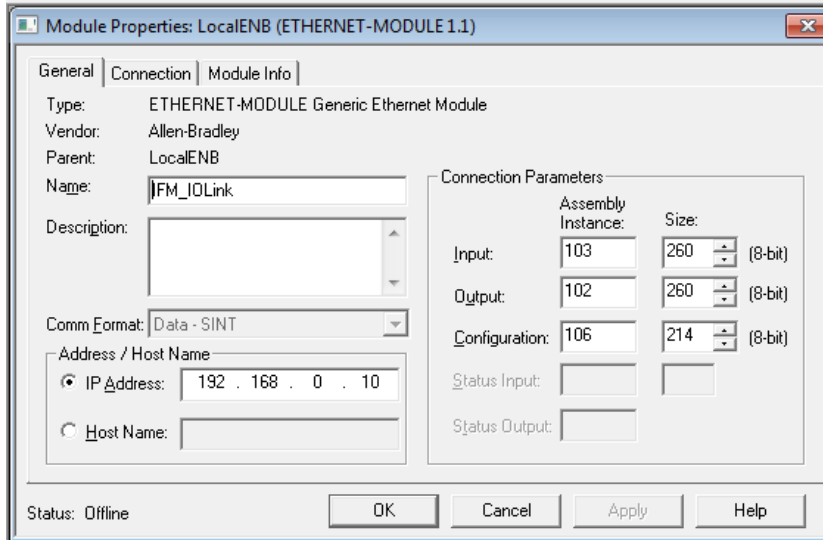 Module Properties: LocalENB (ETHERNET-MODULE 1.1)
General Connection Module Info
Type: ETHERNET-MODULE Generic Ethernet Module
Vendor: Allen-Bradley
Parent: LocalENB
Name: IFM_IOLink
Description:
Comm Format: Data - SINT
Address / Host Name
IP Address: 192 . 168 . 0 . 10
Host Name:
Connection Parameters
Assembly
Instance: Size:
Input: 103 260 (8-bit)
Output: 102 260 (8-bit)
Configuration: 106 214 (8-bit)
Status Input:
Status Output:
Status: Offline OK Cancel Apply Help